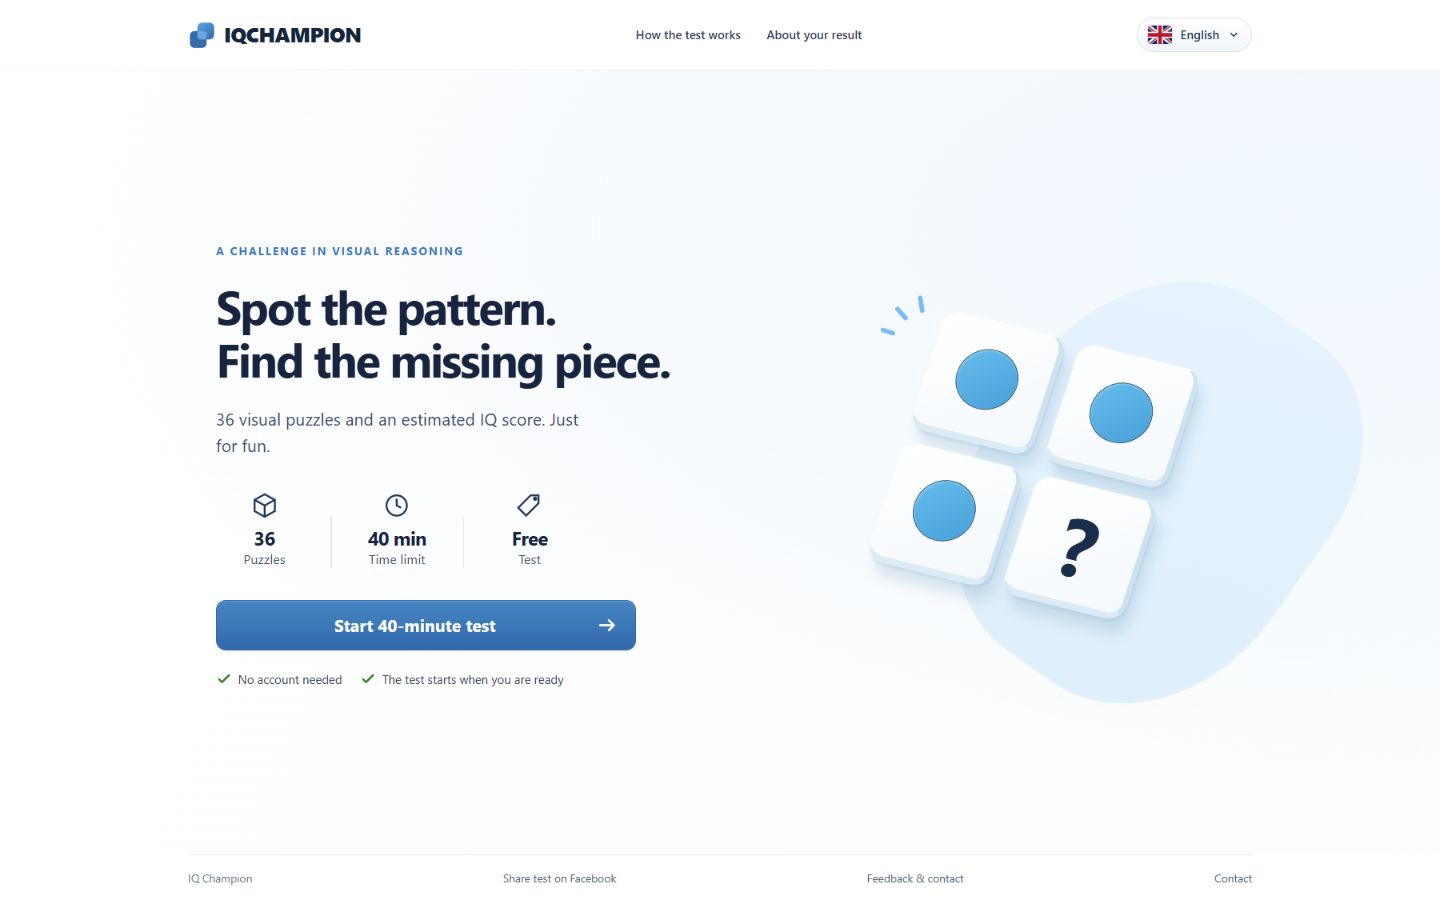 IQCHAMPION
How the test works
About your result
English
A CHALLENGE IN VISUAL REASONING
Spot the pattern.
Find the missing piece.
36 visual puzzles and an estimated IQ score. Just
for fun.
36
Puzzles
40 min
Time limit
Free
Test
Start 40-minute test
No account needed
The test starts when you are ready
?
IQ Champion
Share test on Facebook
Feedback & contact
Contact